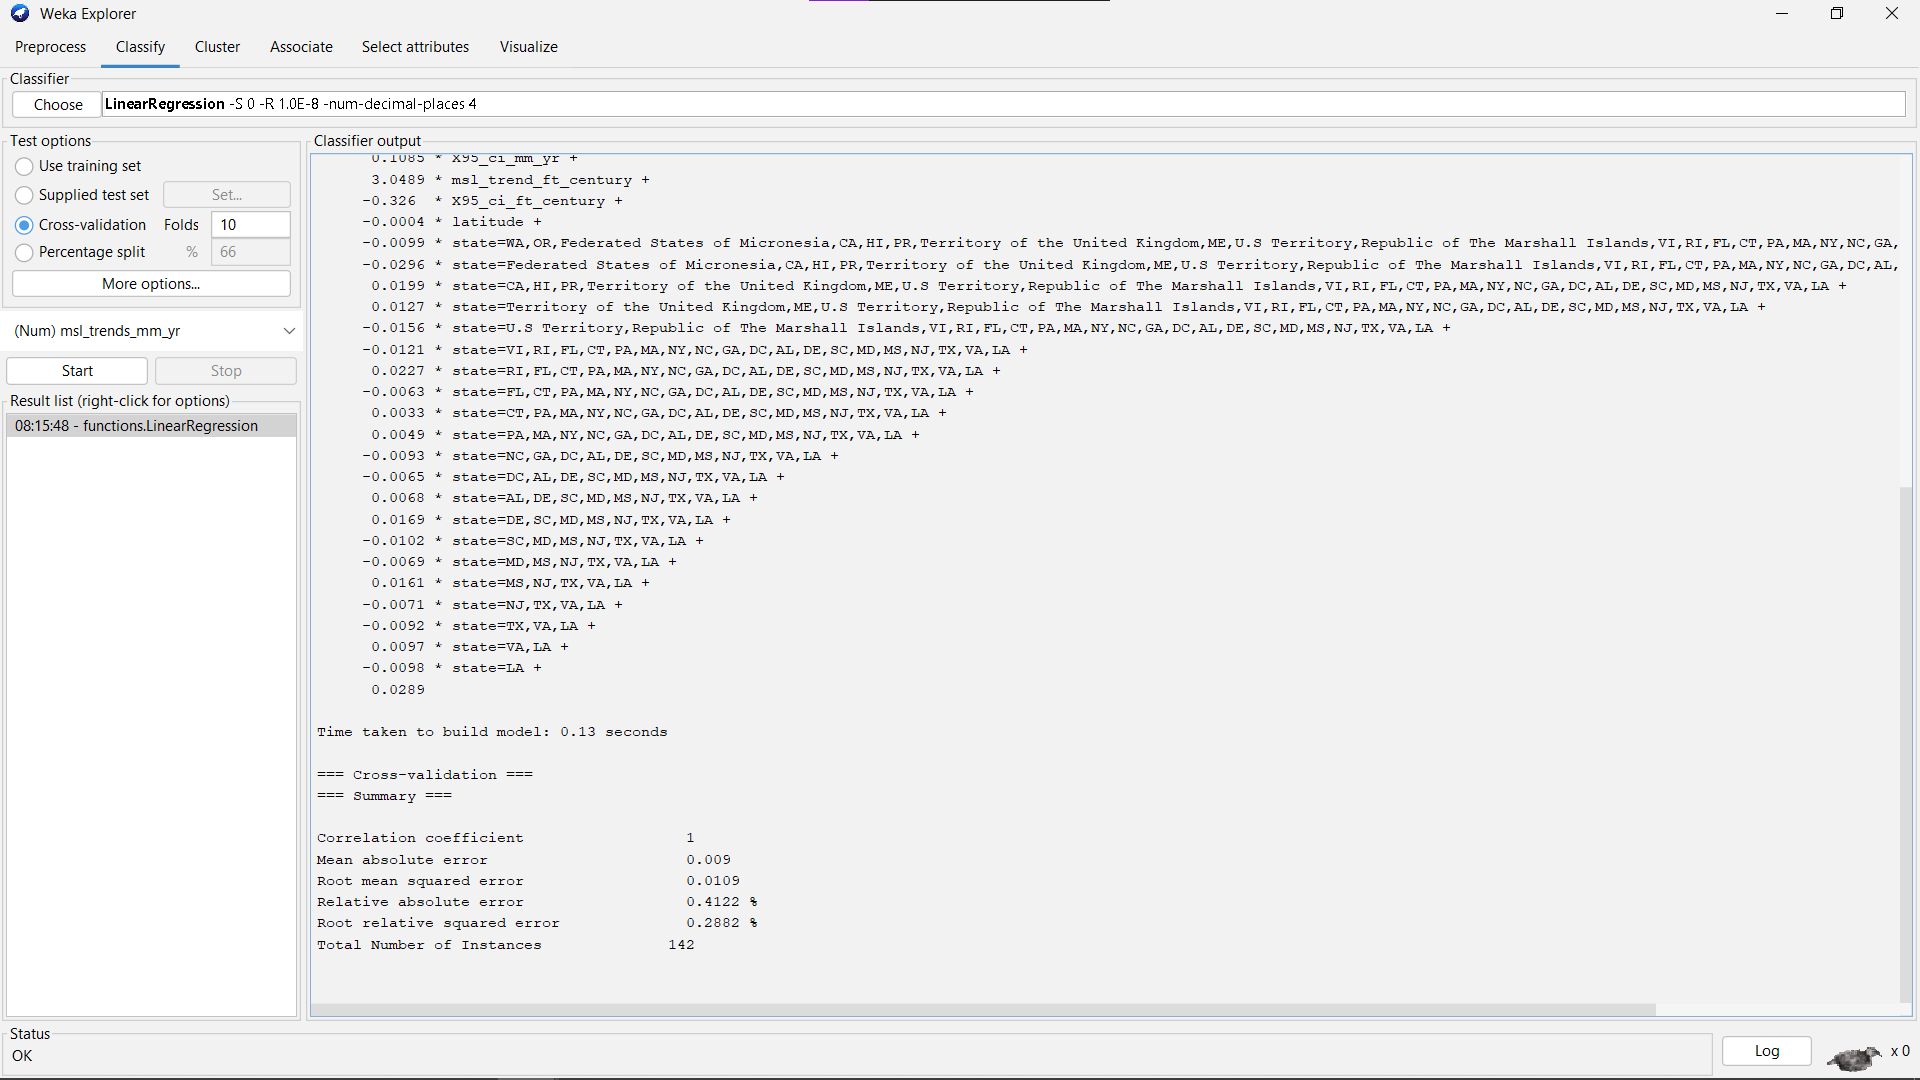 Weka Explorer
Preprocess Classify Cluster Associate Select attributes Visualize
Classifier
Choose LinearRegression -S 0 -R 1.0E-8 -num-decimal-places 4
Test options
Use training set
Supplied test set Set...
Cross-validation Folds 10
Percentage split % 66
More options...
(Num) msl_trends_mm_yr
Start Stop
Result list (right-click for options)
08:15:48 - functions.LinearRegression
Classifier output
0.1085 * X95_ci_mm_yr +
3.0489 * msl_trend_ft_century +
-0.326 * X95_ci_ft_century +
-0.0004 * latitude +
-0.0099 * state=WA,OR,Federated States of Micronesia,CA,HI,PR,Territory of the United Kingdom,ME,U.S Territory,Republic of The Marshall Islands,VI,RI,FL,CT,PA,MA,NY,NC,GA,
-0.0296 * state=Federated States of Micronesia,CA,HI,PR,Territory of the United Kingdom,ME,U.S Territory,Republic of The Marshall Islands,VI,RI,FL,CT,PA,MA,NY,NC,GA,DC,AL,
0.0199 * state=CA,HI,PR,Territory of the United Kingdom,ME,U.S Territory,Republic of The Marshall Islands,VI,RI,FL,CT,PA,MA,NY,NC,GA,DC,AL,DE,SC,MD,MS,NJ,TX,VA,LA +
0.0127 * state=Territory of the United Kingdom,ME,U.S Territory,Republic of The Marshall Islands,VI,RI,FL,CT,PA,MA,NY,NC,GA,DC,AL,DE,SC,MD,MS,NJ,TX,VA,LA +
-0.0156 * state=U.S Territory,Republic of The Marshall Islands,VI,RI,FL,CT,PA,MA,NY,NC,GA,DC,AL,DE,SC,MD,MS,NJ,TX,VA,LA +
-0.0121 * state=VI,RI,FL,CT,PA,MA,NY,NC,GA,DC,AL,DE,SC,MD,MS,NJ,TX,VA,LA +
0.0227 * state=RI,FL,CT,PA,MA,NY,NC,GA,DC,AL,DE,SC,MD,MS,NJ,TX,VA,LA +
-0.0063 * state=FL,CT,PA,MA,NY,NC,GA,DC,AL,DE,SC,MD,MS,NJ,TX,VA,LA +
0.0033 * state=CT,PA,MA,NY,NC,GA,DC,AL,DE,SC,MD,MS,NJ,TX,VA,LA +
0.0049 * state=PA,MA,NY,NC,GA,DC,AL,DE,SC,MD,MS,NJ,TX,VA,LA +
-0.0093 * state=NC,GA,DC,AL,DE,SC,MD,MS,NJ,TX,VA,LA +
-0.0065 * state=DC,AL,DE,SC,MD,MS,NJ,TX,VA,LA +
0.0068 * state=AL,DE,SC,MD,MS,NJ,TX,VA,LA +
0.0169 * state=DE,SC,MD,MS,NJ,TX,VA,LA +
-0.0102 * state=SC,MD,MS,NJ,TX,VA,LA +
-0.0069 * state=MD,MS,NJ,TX,VA,LA +
0.0161 * state=MS,NJ,TX,VA,LA +
-0.0071 * state=NJ,TX,VA,LA +
-0.0092 * state=TX,VA,LA +
0.0097 * state=VA,LA +
-0.0098 * state=LA +
0.0289
Time taken to build model: 0.13 seconds
=== Cross-validation ===
=== Summary ===
Correlation coefficient 1
Mean absolute error 0.009
Root mean squared error 0.0109
Relative absolute error 0.4122 %
Root relative squared error 0.2882 %
Total Number of Instances 142
Status
OK
Log x 0